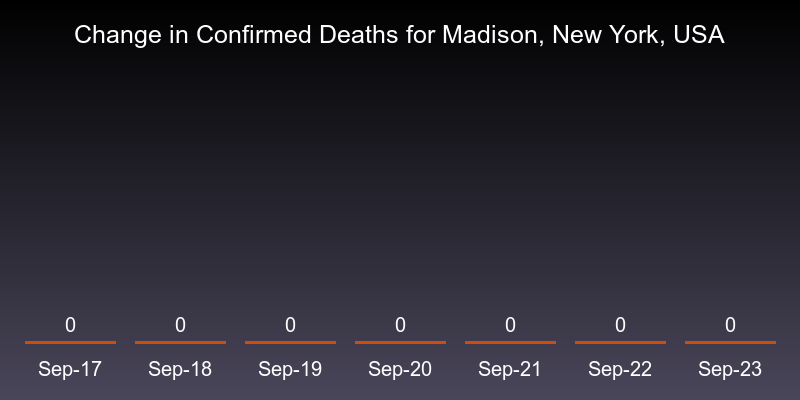 Change in Confirmed Deaths for Madison, New York, USA
0 0 0 0 0 0 0
Sep-17 Sep-18 Sep-19 Sep-20 Sep-21 Sep-22 Sep-23